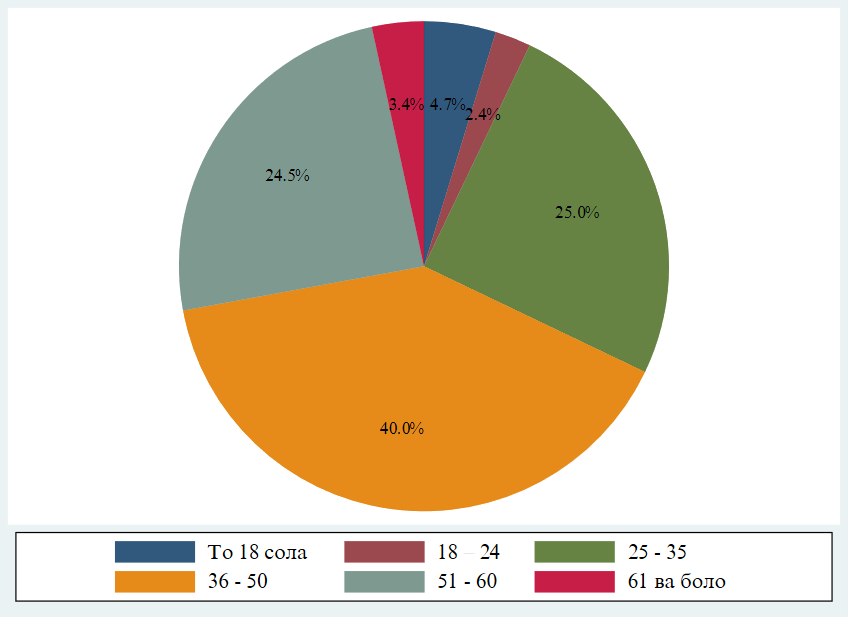 3.4% 4.7%
2.4%
24.5%
25.0%
40.0%
То 18 сола 18 – 24 25 - 35
36 - 50 51 - 60 61 ва боло